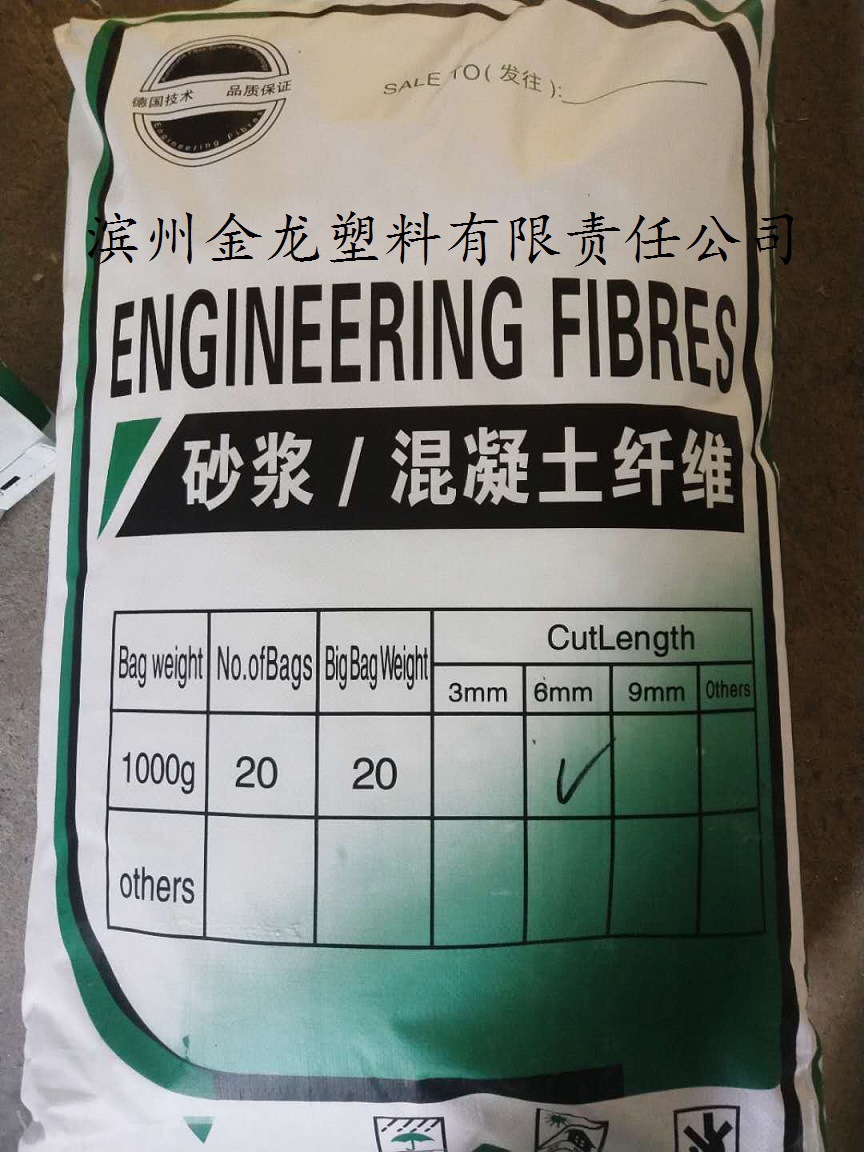 德国技术 品质保证
Engineering Fibres
SALE TO(发往):
滨州金龙塑料有限责任公司
ENGINEERING FIBRES
砂浆/混凝土纤维
Bag weight No.ofBags Big Bag Weight CutLength
3mm 6mm 9mm Others
1000g 20 20 ✓
others